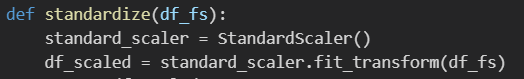 def standardize(df_fs):
    standard_scaler = StandardScaler()
    df_scaled = standard_scaler.fit_transform(df_fs)